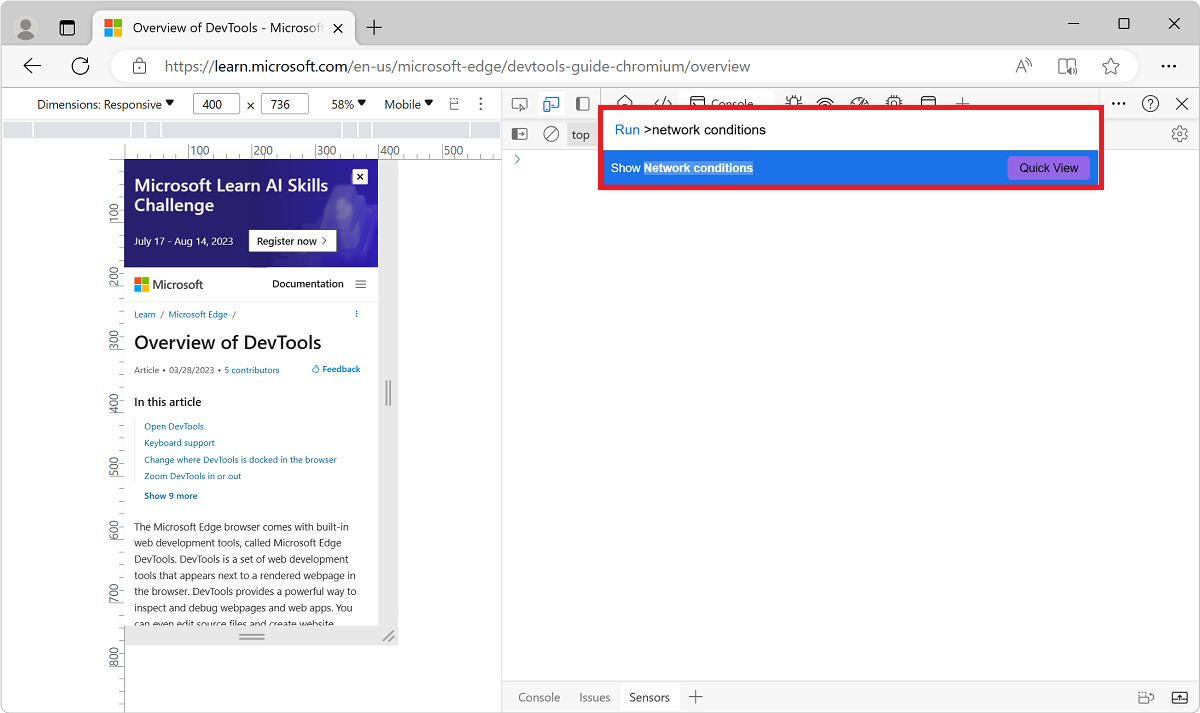 Overview of DevTools - Microsoft
https://learn.microsoft.com/en-us/microsoft-edge/devtools-guide-chromium/overview
Dimensions: Responsive 400 × 736 58% Mobile
Console
top
Run >network conditions
Show Network conditions Quick View
100 200 300 400 500
100
200
300
400
500
600
700
800
Microsoft Learn AI Skills
Challenge
July 17 - Aug 14, 2023 Register now
Microsoft Documentation
Learn / Microsoft Edge /
Overview of DevTools
Article • 03/28/2023 • 5 contributors Feedback
In this article
Open DevTools
Keyboard support
Change where DevTools is docked in the browser
Zoom DevTools in or out
Show 9 more
The Microsoft Edge browser comes with built-in
web development tools, called Microsoft Edge
DevTools. DevTools is a set of web development
tools that appears next to a rendered webpage in
the browser. DevTools provides a powerful way to
inspect and debug webpages and web apps. You
can even edit source files and create website
Console Issues Sensors